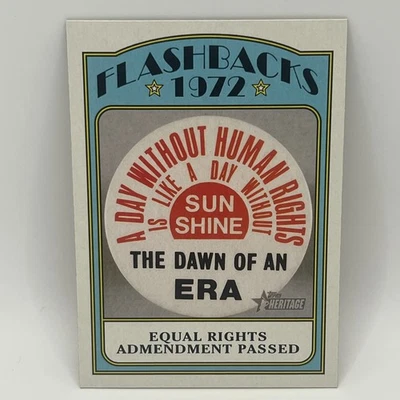 FLASHBACKS
1972
A DAY WITHOUT HUMAN RIGHTS
IS LIKE A DAY WITHOUT
SUN
SHINE
THE DAWN OF AN
ERA
Topps
HERITAGE
EQUAL RIGHTS
ADMENDMENT PASSED